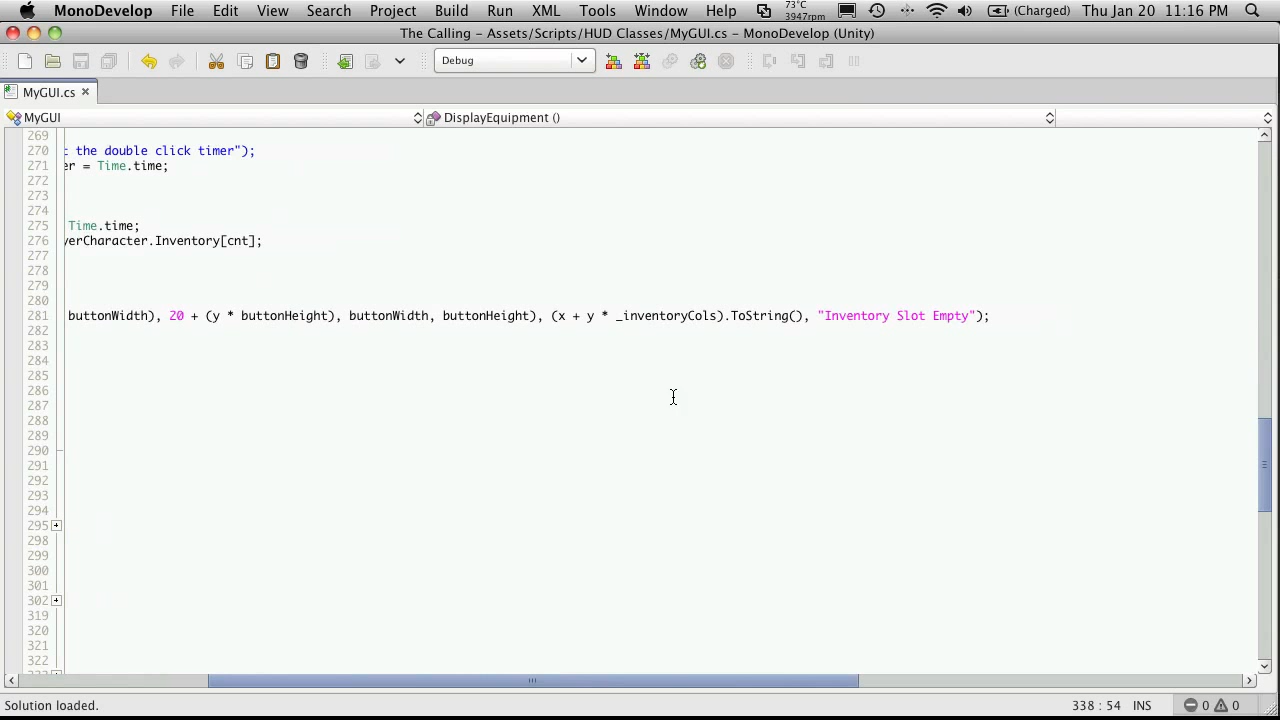 MonoDevelop File Edit View Search Project Build Run XML Tools Window Help 73°C 3947rpm (Charged) Thu Jan 20 11:16 PM
The Calling – Assets/Scripts/HUD Classes/MyGUI.cs – MonoDevelop (Unity)
Debug
MyGUI.cs
MyGUI DisplayEquipment ()
269
270 t the double click timer");
271 er = Time.time;
272
273
274
275 Time.time;
276 yerCharacter.Inventory[cnt];
277
278
279
280
281 buttonWidth), 20 + (y * buttonHeight), buttonWidth, buttonHeight), (x + y * _inventoryCols).ToString(), "Inventory Slot Empty");
282
283
284
285
286
287
288
289
290
291
292
293
294
295
298
299
300
301
302
319
320
321
322
Solution loaded. 338 : 54 INS 0 0